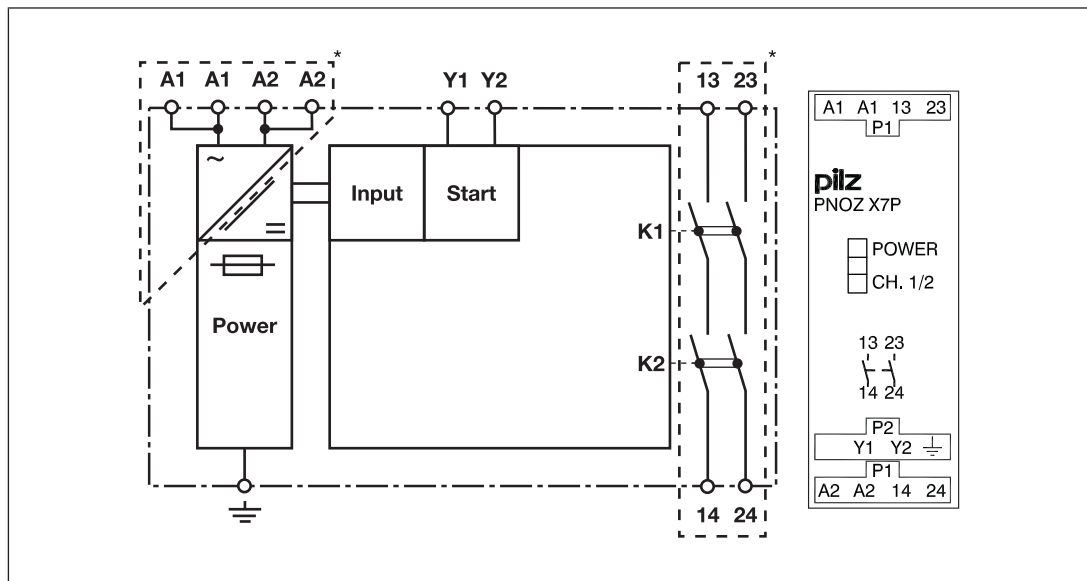 *
*
A1 A1 A2 A2
Y1 Y2
13 23
~
Input
Start
K1
Power
K2
14 24
A1 A1 13 23
P1
pilz
PNOZ X7P
POWER
CH. 1/2
13 23
14 24
P2
Y1 Y2
P1
A2 A2 14 24